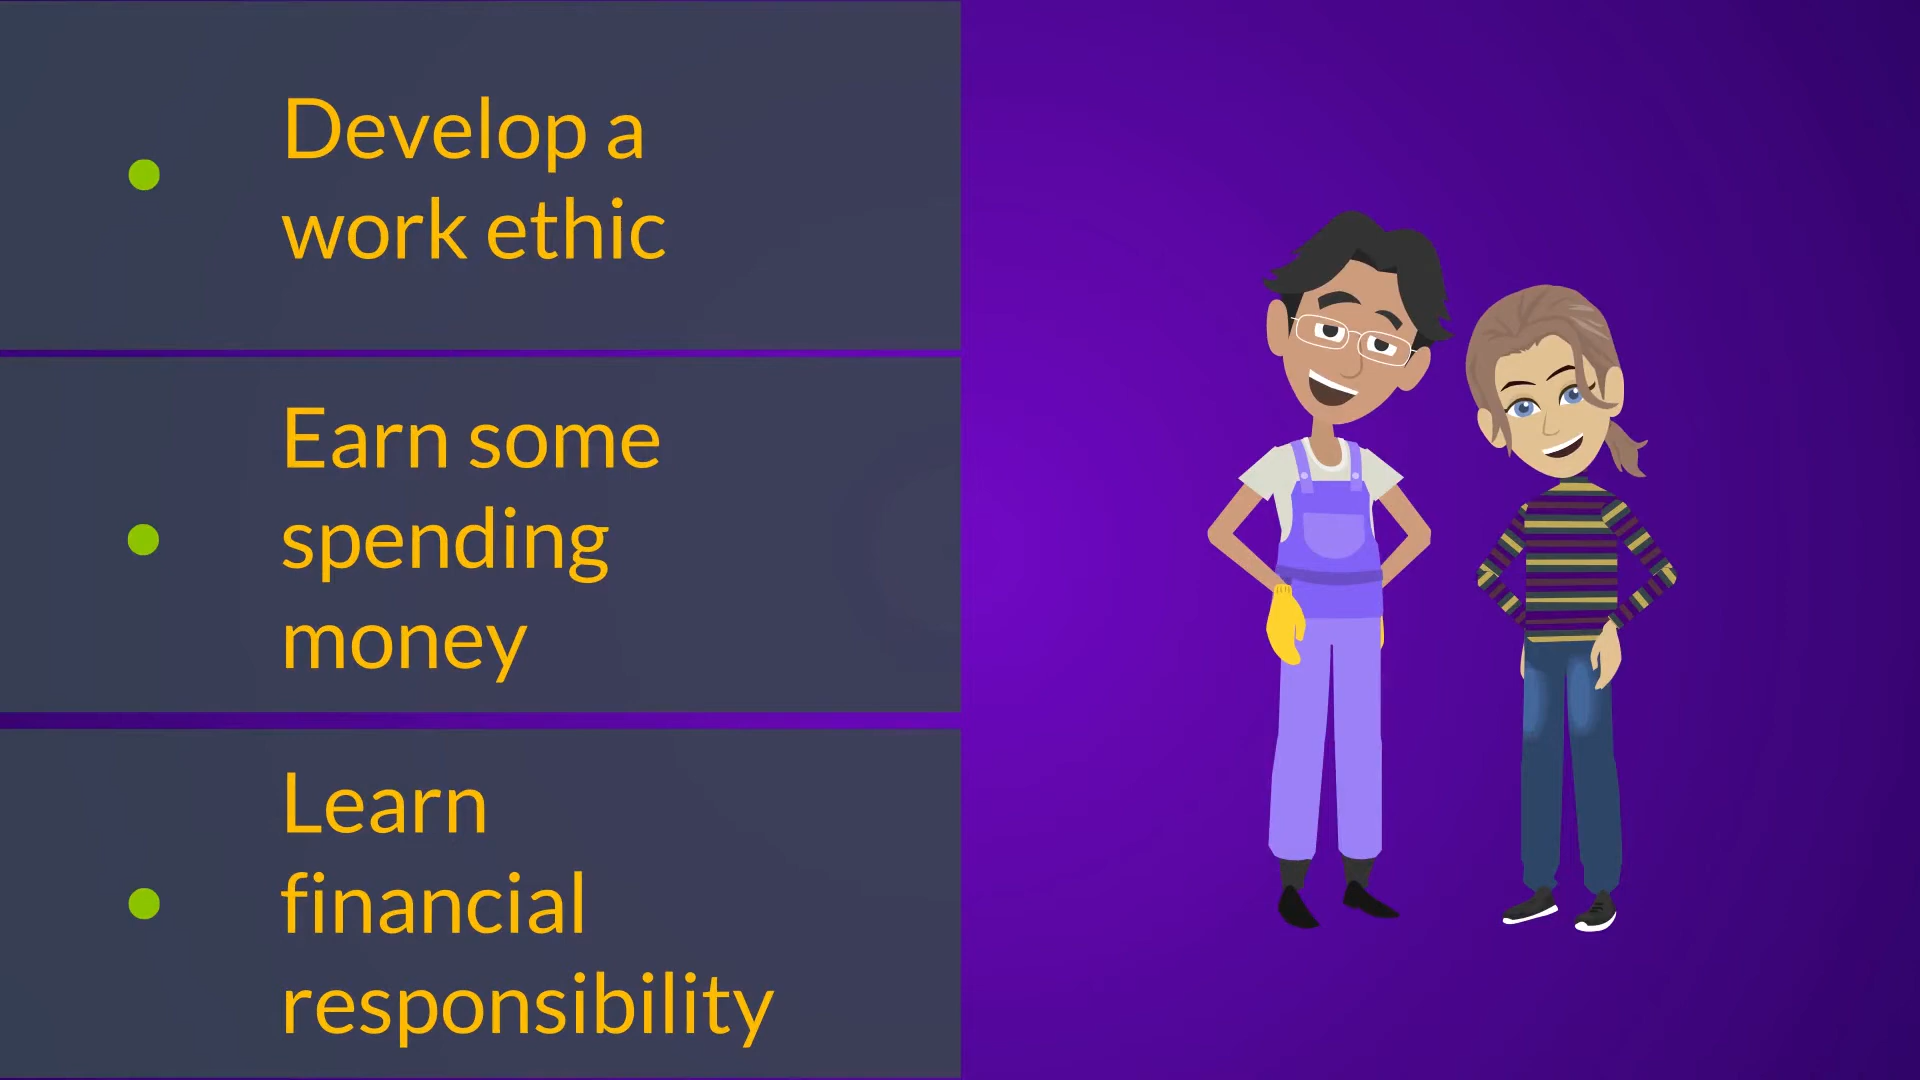 Develop a
work ethic
Earn some
spending
money
Learn
financial
responsibility